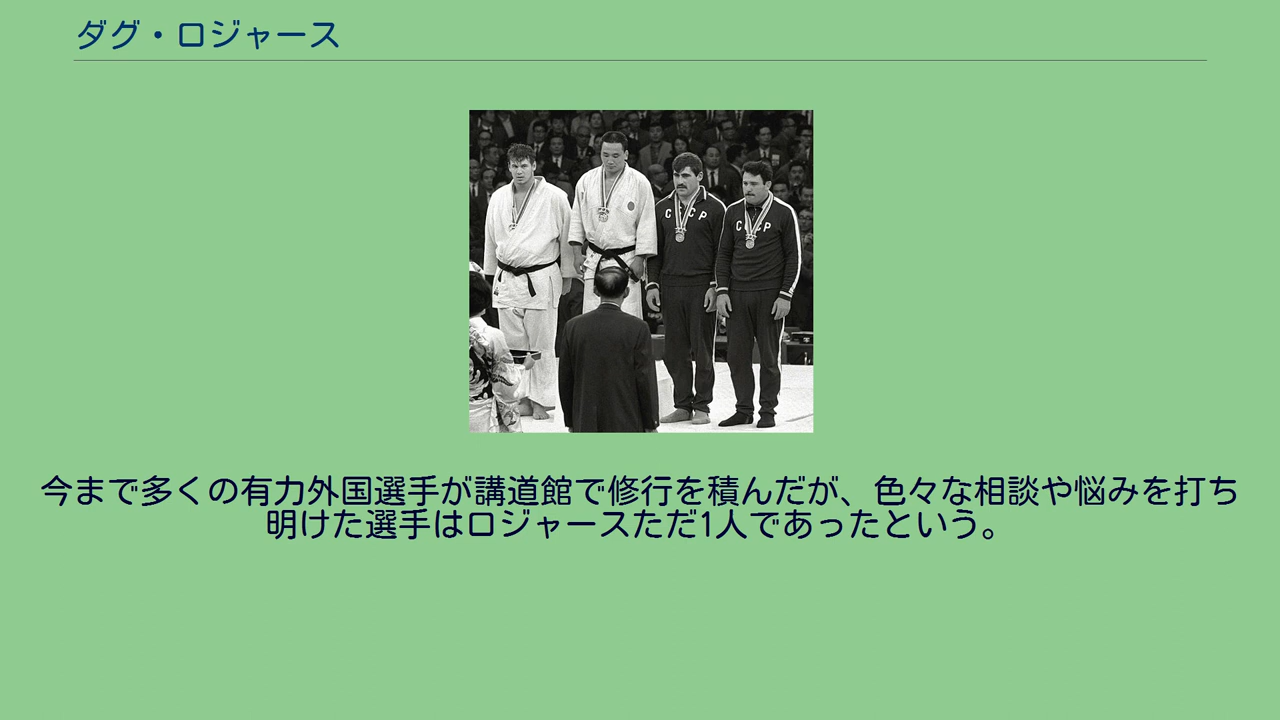 ダグ・ロジャース
CCCP
CCCP
今まで多くの有力外国選手が講道館で修行を積んだが、色々な相談や悩みを打ち
明けた選手はロジャースただ1人であったという。